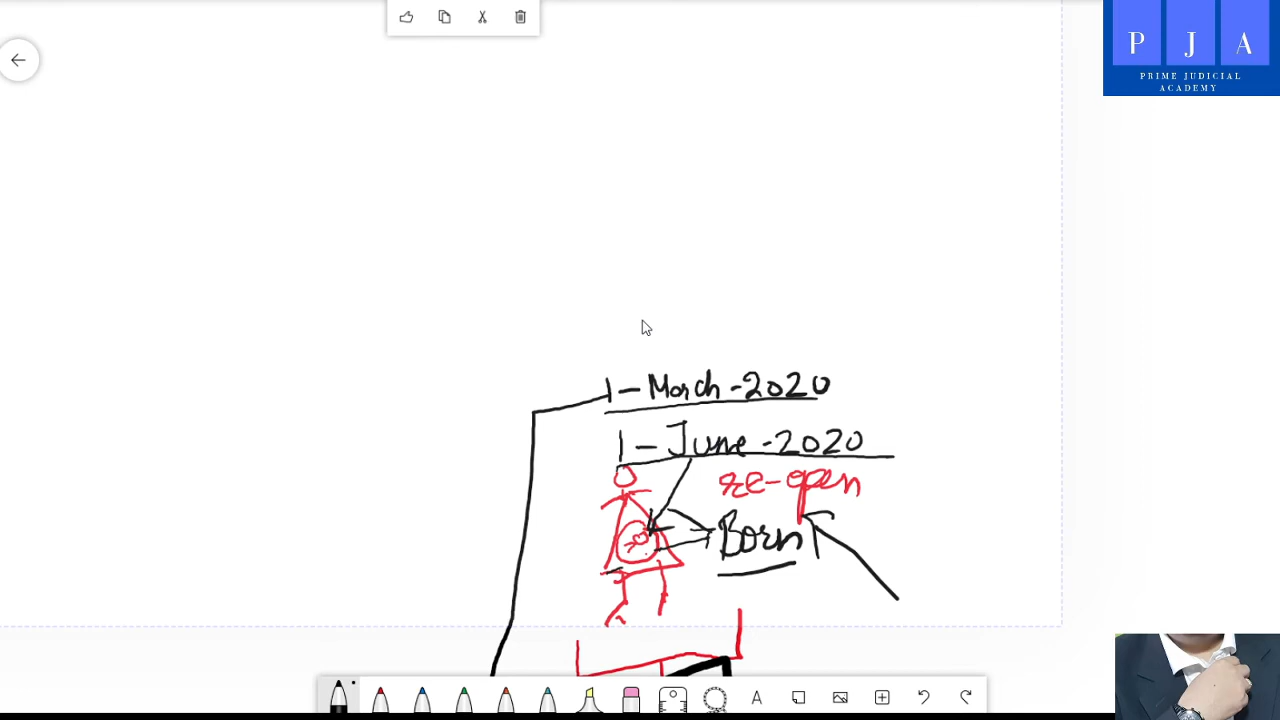 P J A
PRIME JUDICIAL
ACADEMY
1 - March - 2020
1 - June - 2020
re-open
Born
A